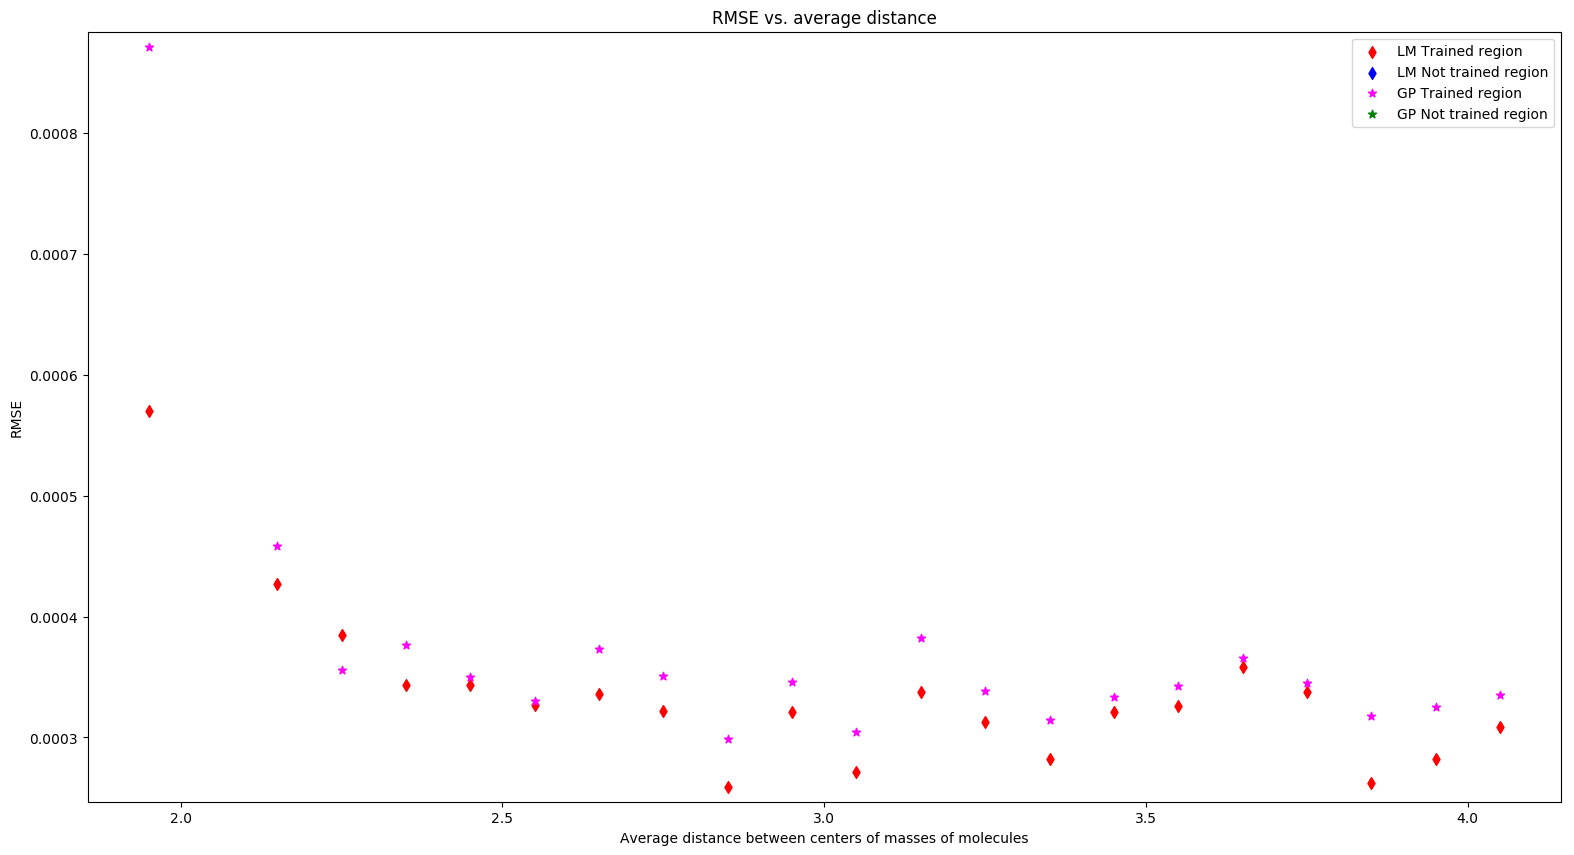 RMSE vs. average distance
LM Trained region
LM Not trained region
GP Trained region
GP Not trained region
0.0008
0.0007
0.0006
0.0005
0.0004
0.0003
RMSE
2.0
2.5
3.0
3.5
4.0
Average distance between centers of masses of molecules